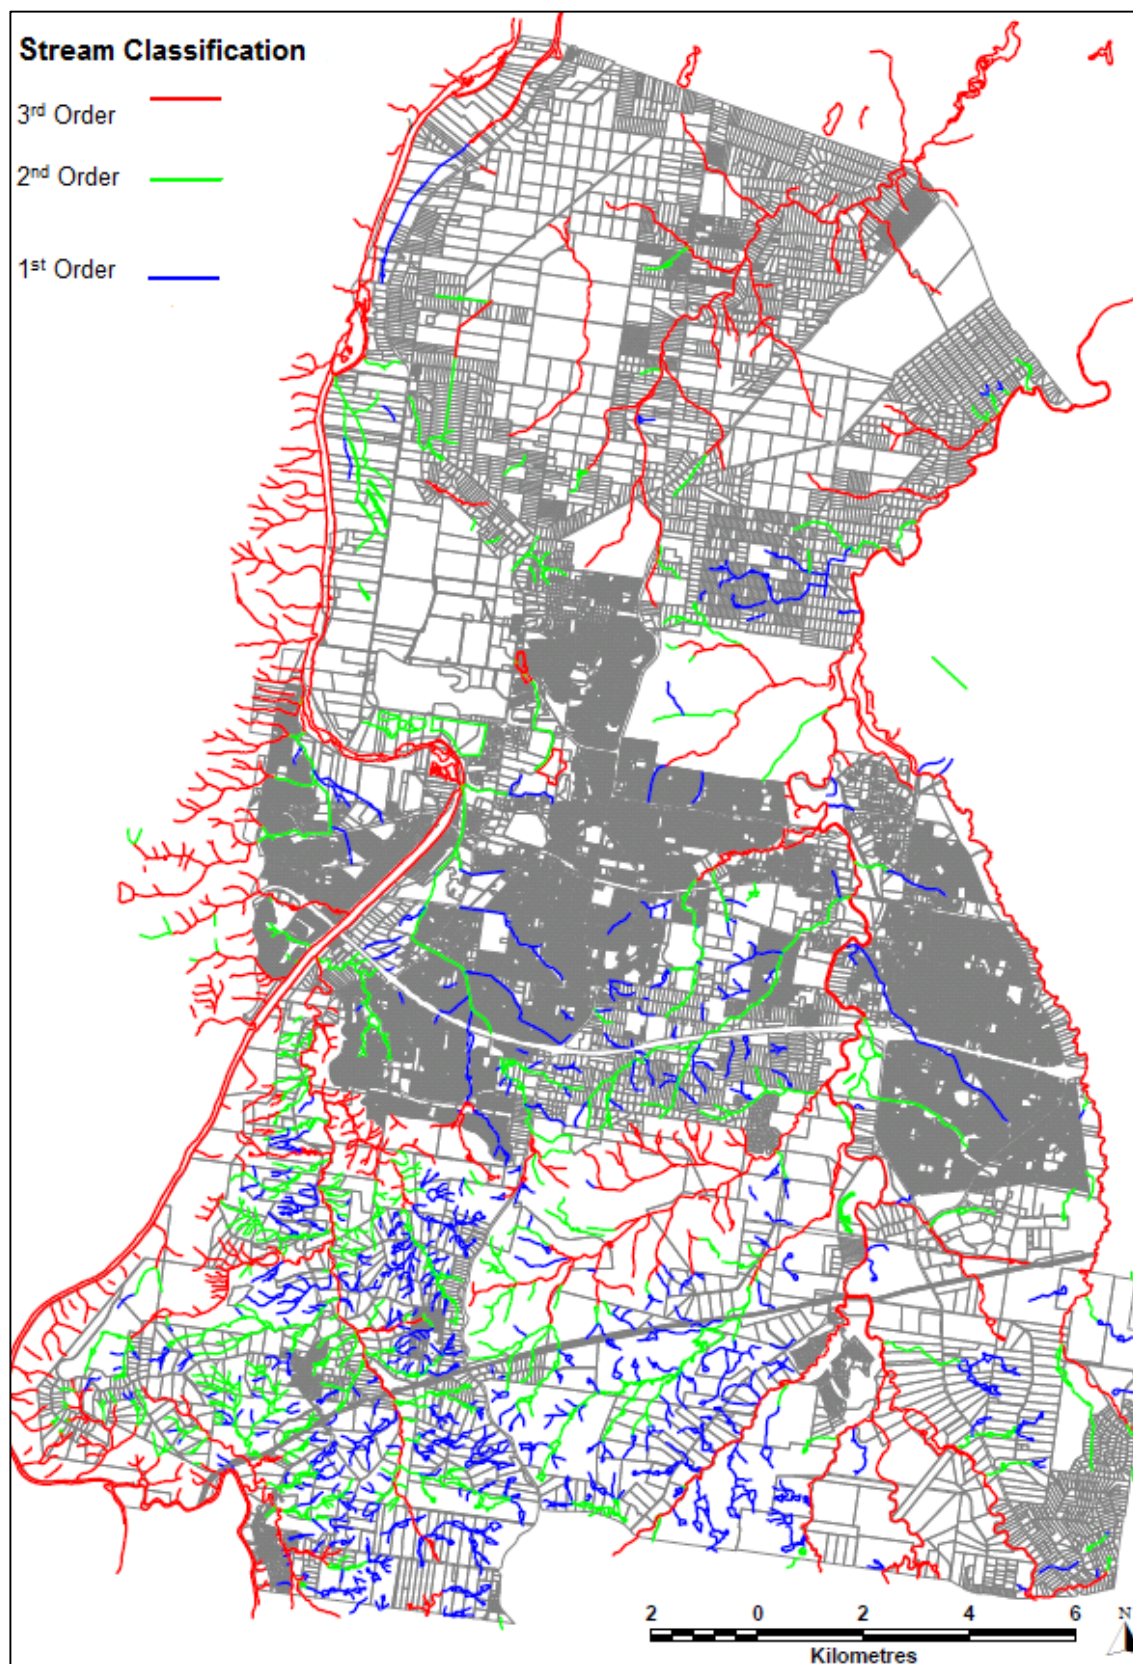 Stream Classification
3rd Order
2nd Order
1st Order
N
2 0 2 4 6
Kilometres